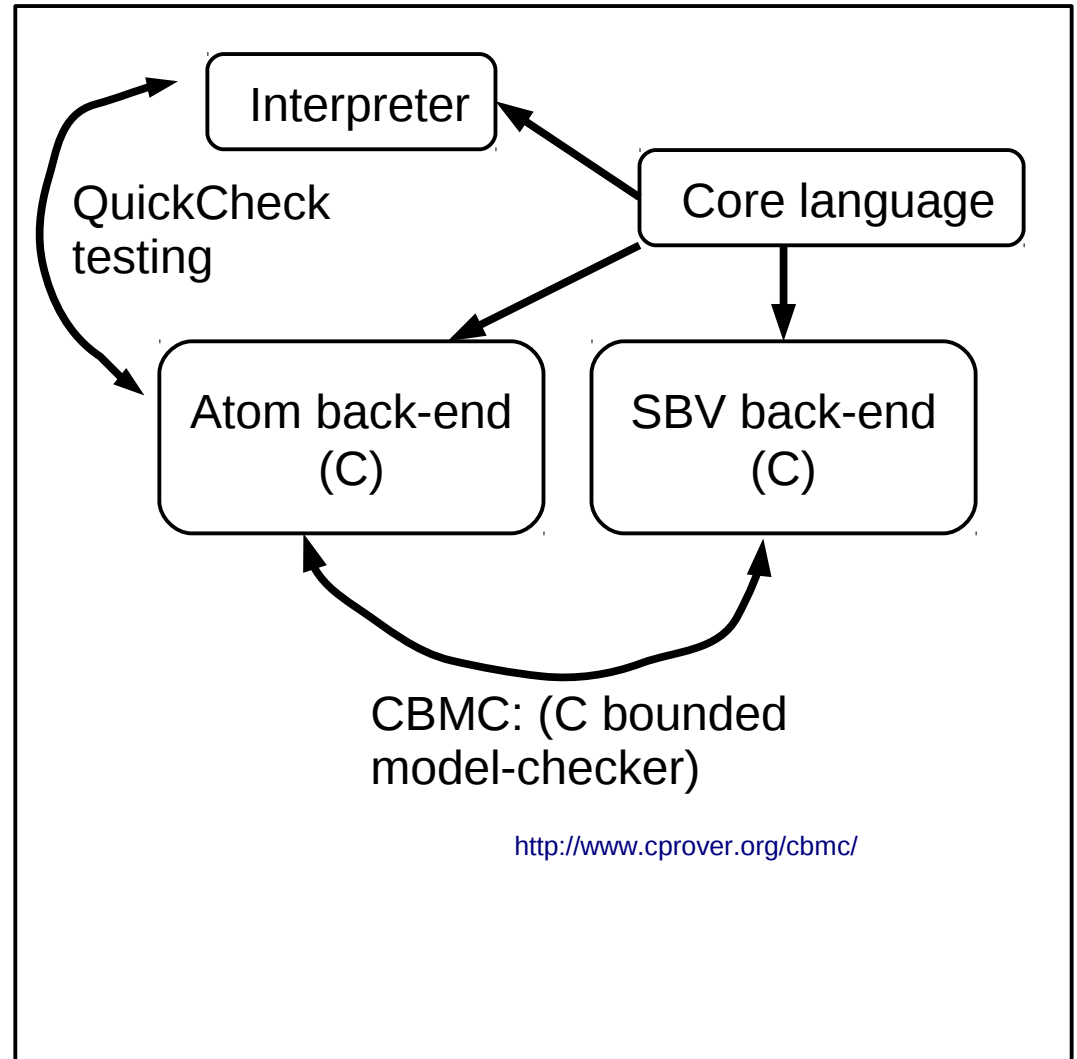 Interpreter
Core language
QuickCheck
testing
Atom back-end
(C)
SBV back-end
(C)
CBMC: (C bounded
model-checker)
http://www.cprover.org/cbmc/